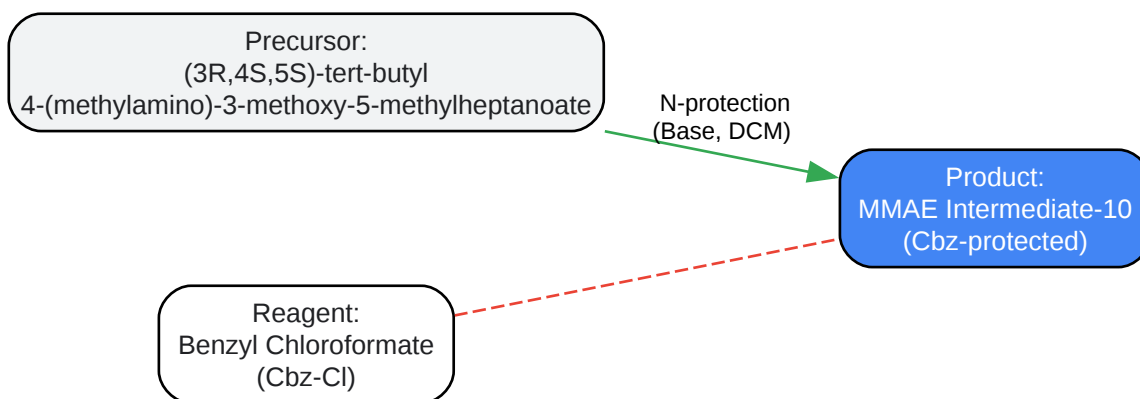 Precursor:
(3R,4S,5S)-tert-butyl
4-(methylamino)-3-methoxy-5-methylheptanoate
N-protection
(Base, DCM)
Product:
MMAE Intermediate-10
(Cbz-protected)
Reagent:
Benzyl Chloroformate
(Cbz-Cl)